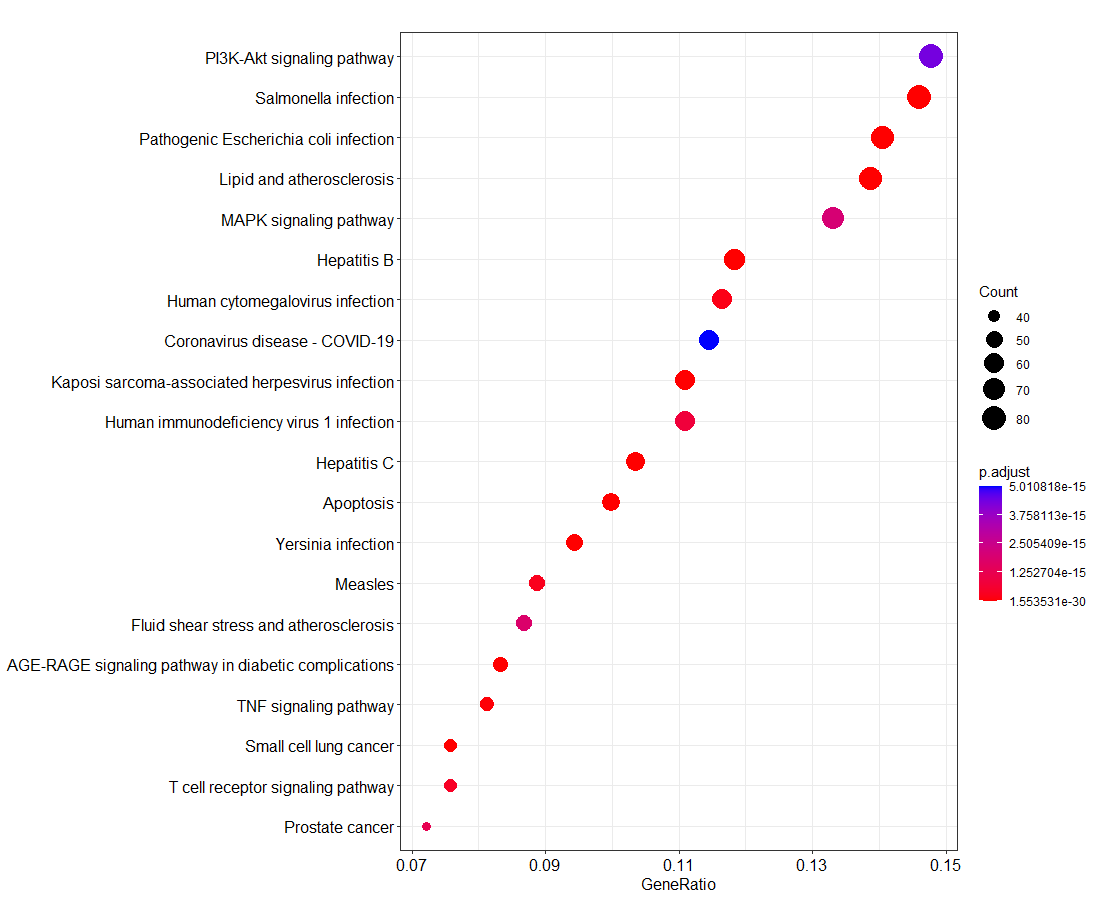 PI3K-Akt signaling pathway
Salmonella infection
Pathogenic Escherichia coli infection
Lipid and atherosclerosis
MAPK signaling pathway
Hepatitis B
Human cytomegalovirus infection
Coronavirus disease - COVID-19
Kaposi sarcoma-associated herpesvirus infection
Human immunodeficiency virus 1 infection
Hepatitis C
Apoptosis
Yersinia infection
Measles
Fluid shear stress and atherosclerosis
AGE-RAGE signaling pathway in diabetic complications
TNF signaling pathway
Small cell lung cancer
T cell receptor signaling pathway
Prostate cancer
0.07 0.09 0.11 0.13 0.15
GeneRatio
Count
40
50
60
70
80
p.adjust
5.010818e-15
3.758113e-15
2.505409e-15
1.252704e-15
1.553531e-30